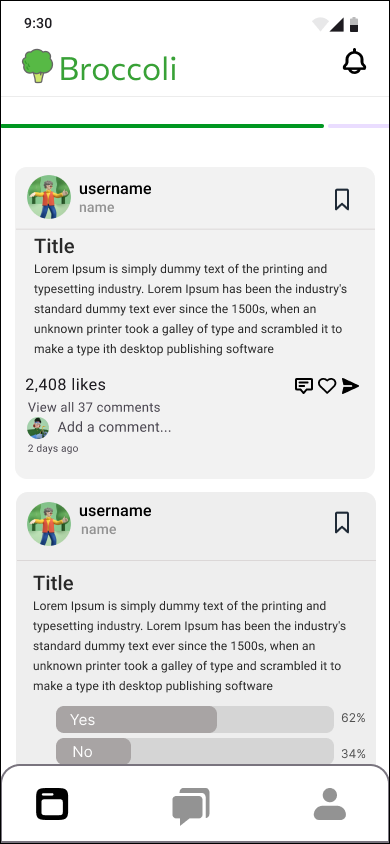 9:30
Broccoli
username
name
Title
Lorem Ipsum is simply dummy text of the printing and
typesetting industry. Lorem Ipsum has been the industry's
standard dummy text ever since the 1500s, when an
unknown printer took a galley of type and scrambled it to
make a type ith desktop publishing software
2,408 likes
View all 37 comments
Add a comment...
2 days ago
username
name
Title
Lorem Ipsum is simply dummy text of the printing and
typesetting industry. Lorem Ipsum has been the industry's
standard dummy text ever since the 1500s, when an
unknown printer took a galley of type and scrambled it to
make a type ith desktop publishing software
Yes 62%
No 34%